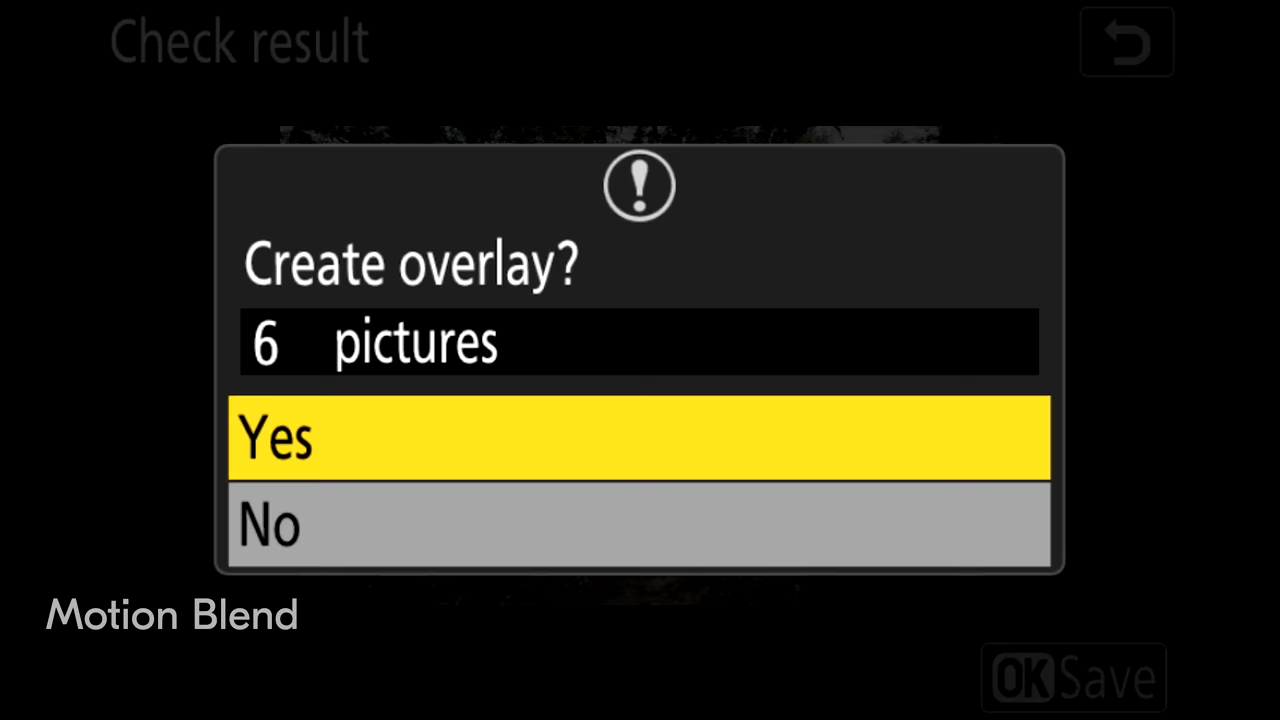 Check result
Create overlay?
6 pictures
Yes
No
Motion Blend
OK Save